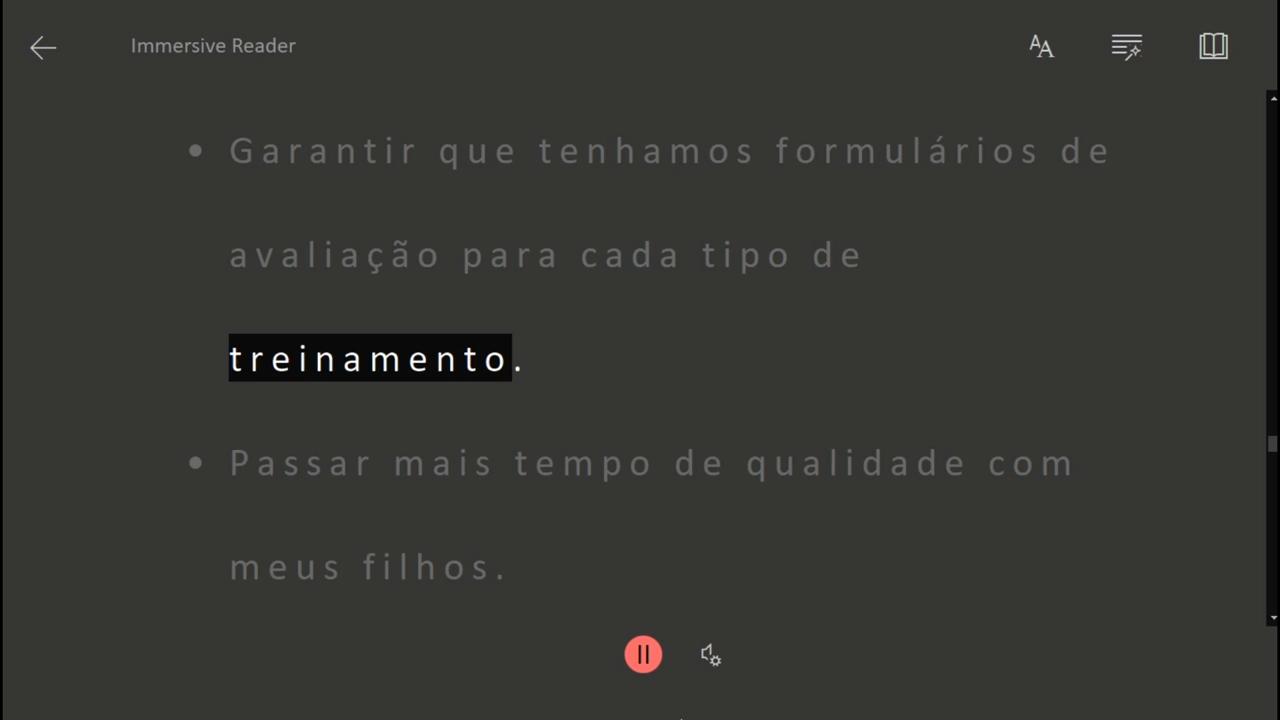 Immersive Reader
• Garantir que tenhamos formulários de
avaliação para cada tipo de
treinamento.
• Passar mais tempo de qualidade com
meus filhos.